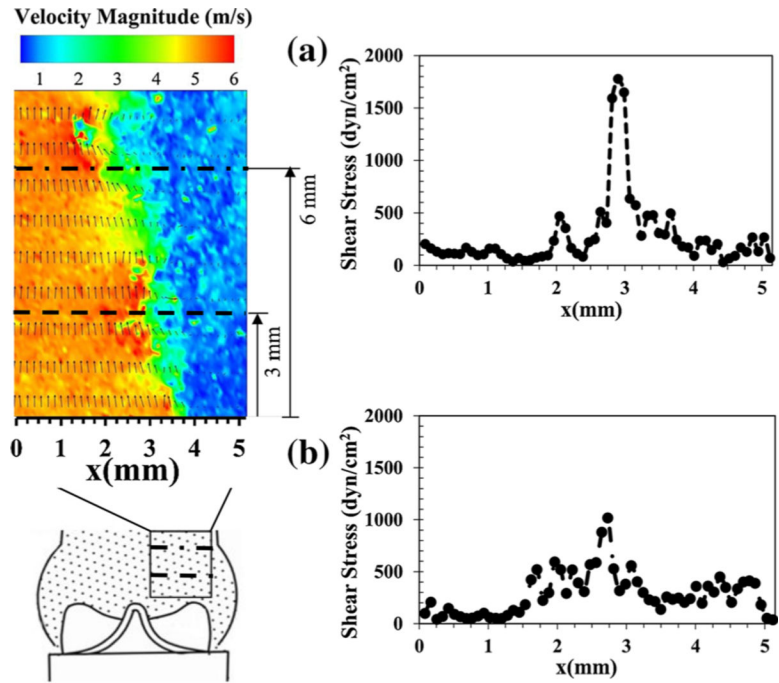 Velocity Magnitude (m/s)
1 2 3 4 5 6
6 mm
3 mm
0 1 2 3 4 5
x(mm)
(a)
Shear Stress (dyn/cm²)
2000
1500
1000
500
0
0 1 2 3 4 5
x(mm)
(b)
Shear Stress (dyn/cm²)
2000
1500
1000
500
0
0 1 2 3 4 5
x(mm)